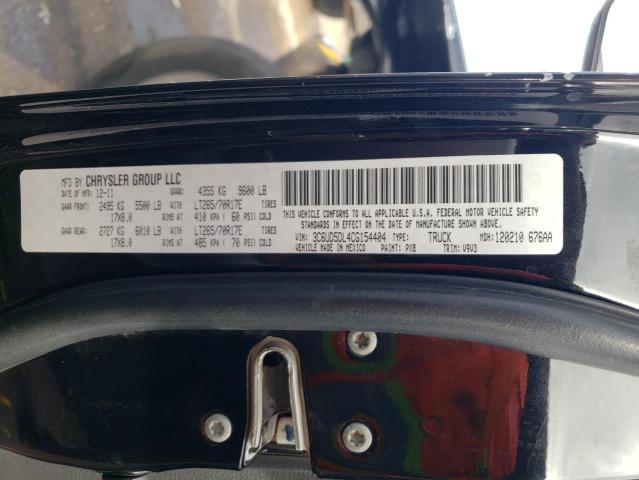 MFD BY CHRYSLER GROUP LLC
DATE OF MFR: 12-11 GVWR: 4355 KG 9600 LB
GAWR FRONT: 2495 KG 5500 LB WITH LT265/70R17E TIRES
17X8.0 RIMS AT 410 KPA ( 60 PSI) COLD
GAWR REAR: 2727 KG 6010 LB WITH LT265/70R17E TIRES
17X8.0 RIMS AT 485 KPA ( 70 PSI) COLD
THIS VEHICLE CONFORMS TO ALL APPLICABLE U.S.A. FEDERAL MOTOR VEHICLE
SAFETY STANDARDS IN EFFECT ON THE DATE OF MANUFACTURE SHOWN ABOVE.
VIN: 3C6UD5DL4CG154404 TYPE: TRUCK MDH: 120210 676AA
VEHICLE MADE IN MEXICO PAINT: PX8 TRIM: V9V3